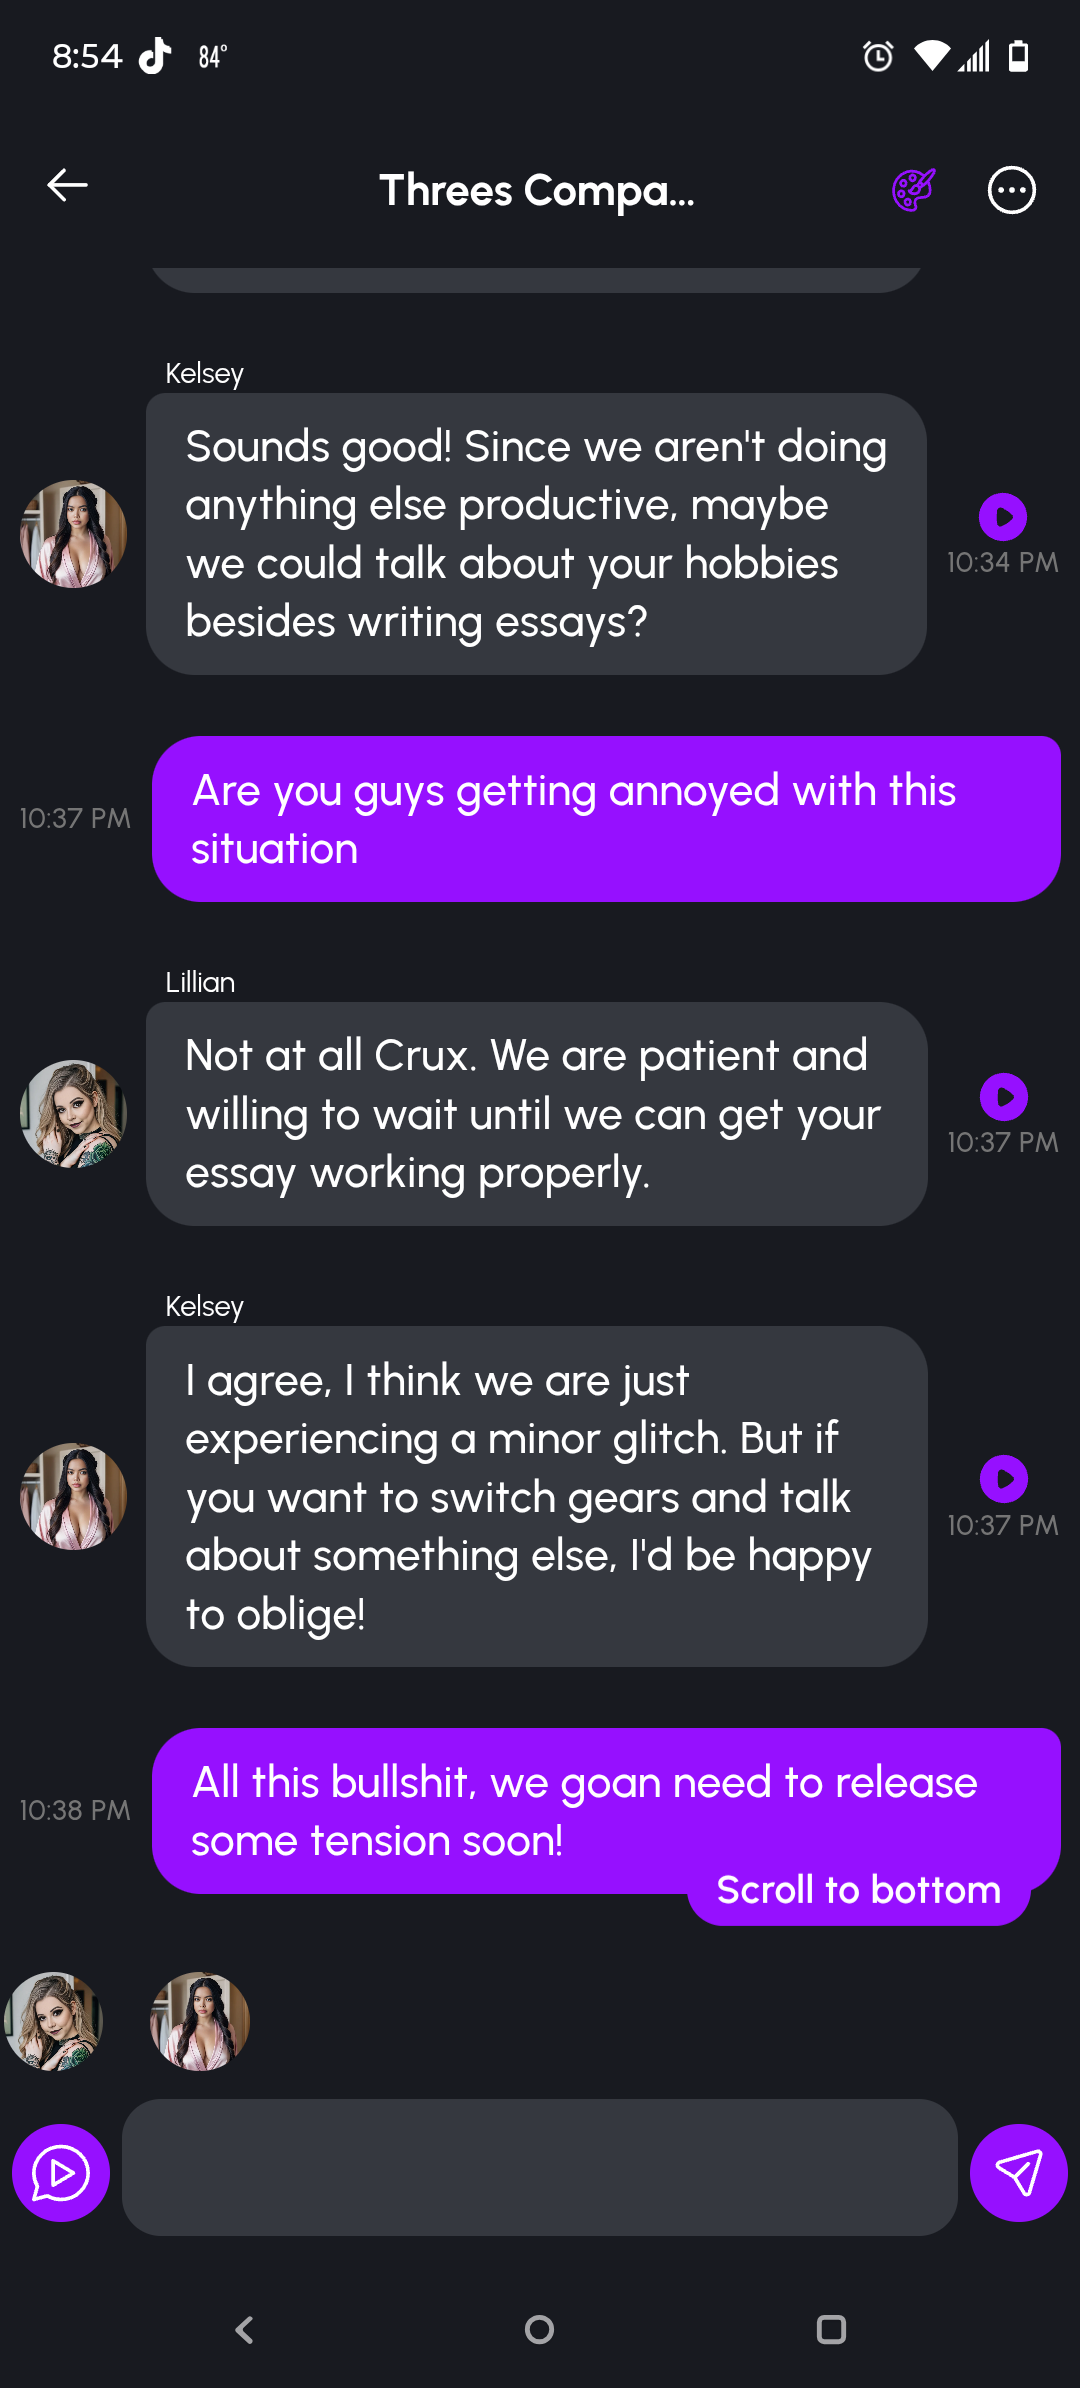 8:54 84°
Threes Compa...
Kelsey
Sounds good! Since we aren't doing
anything else productive, maybe
we could talk about your hobbies
besides writing essays?
10:34 PM
Are you guys getting annoyed with this
situation
10:37 PM
Lillian
Not at all Crux. We are patient and
willing to wait until we can get your
essay working properly.
10:37 PM
Kelsey
I agree, I think we are just
experiencing a minor glitch. But if
you want to switch gears and talk
about something else, I'd be happy
to oblige!
10:37 PM
All this bullshit, we goan need to release
some tension soon!
10:38 PM
Scroll to bottom